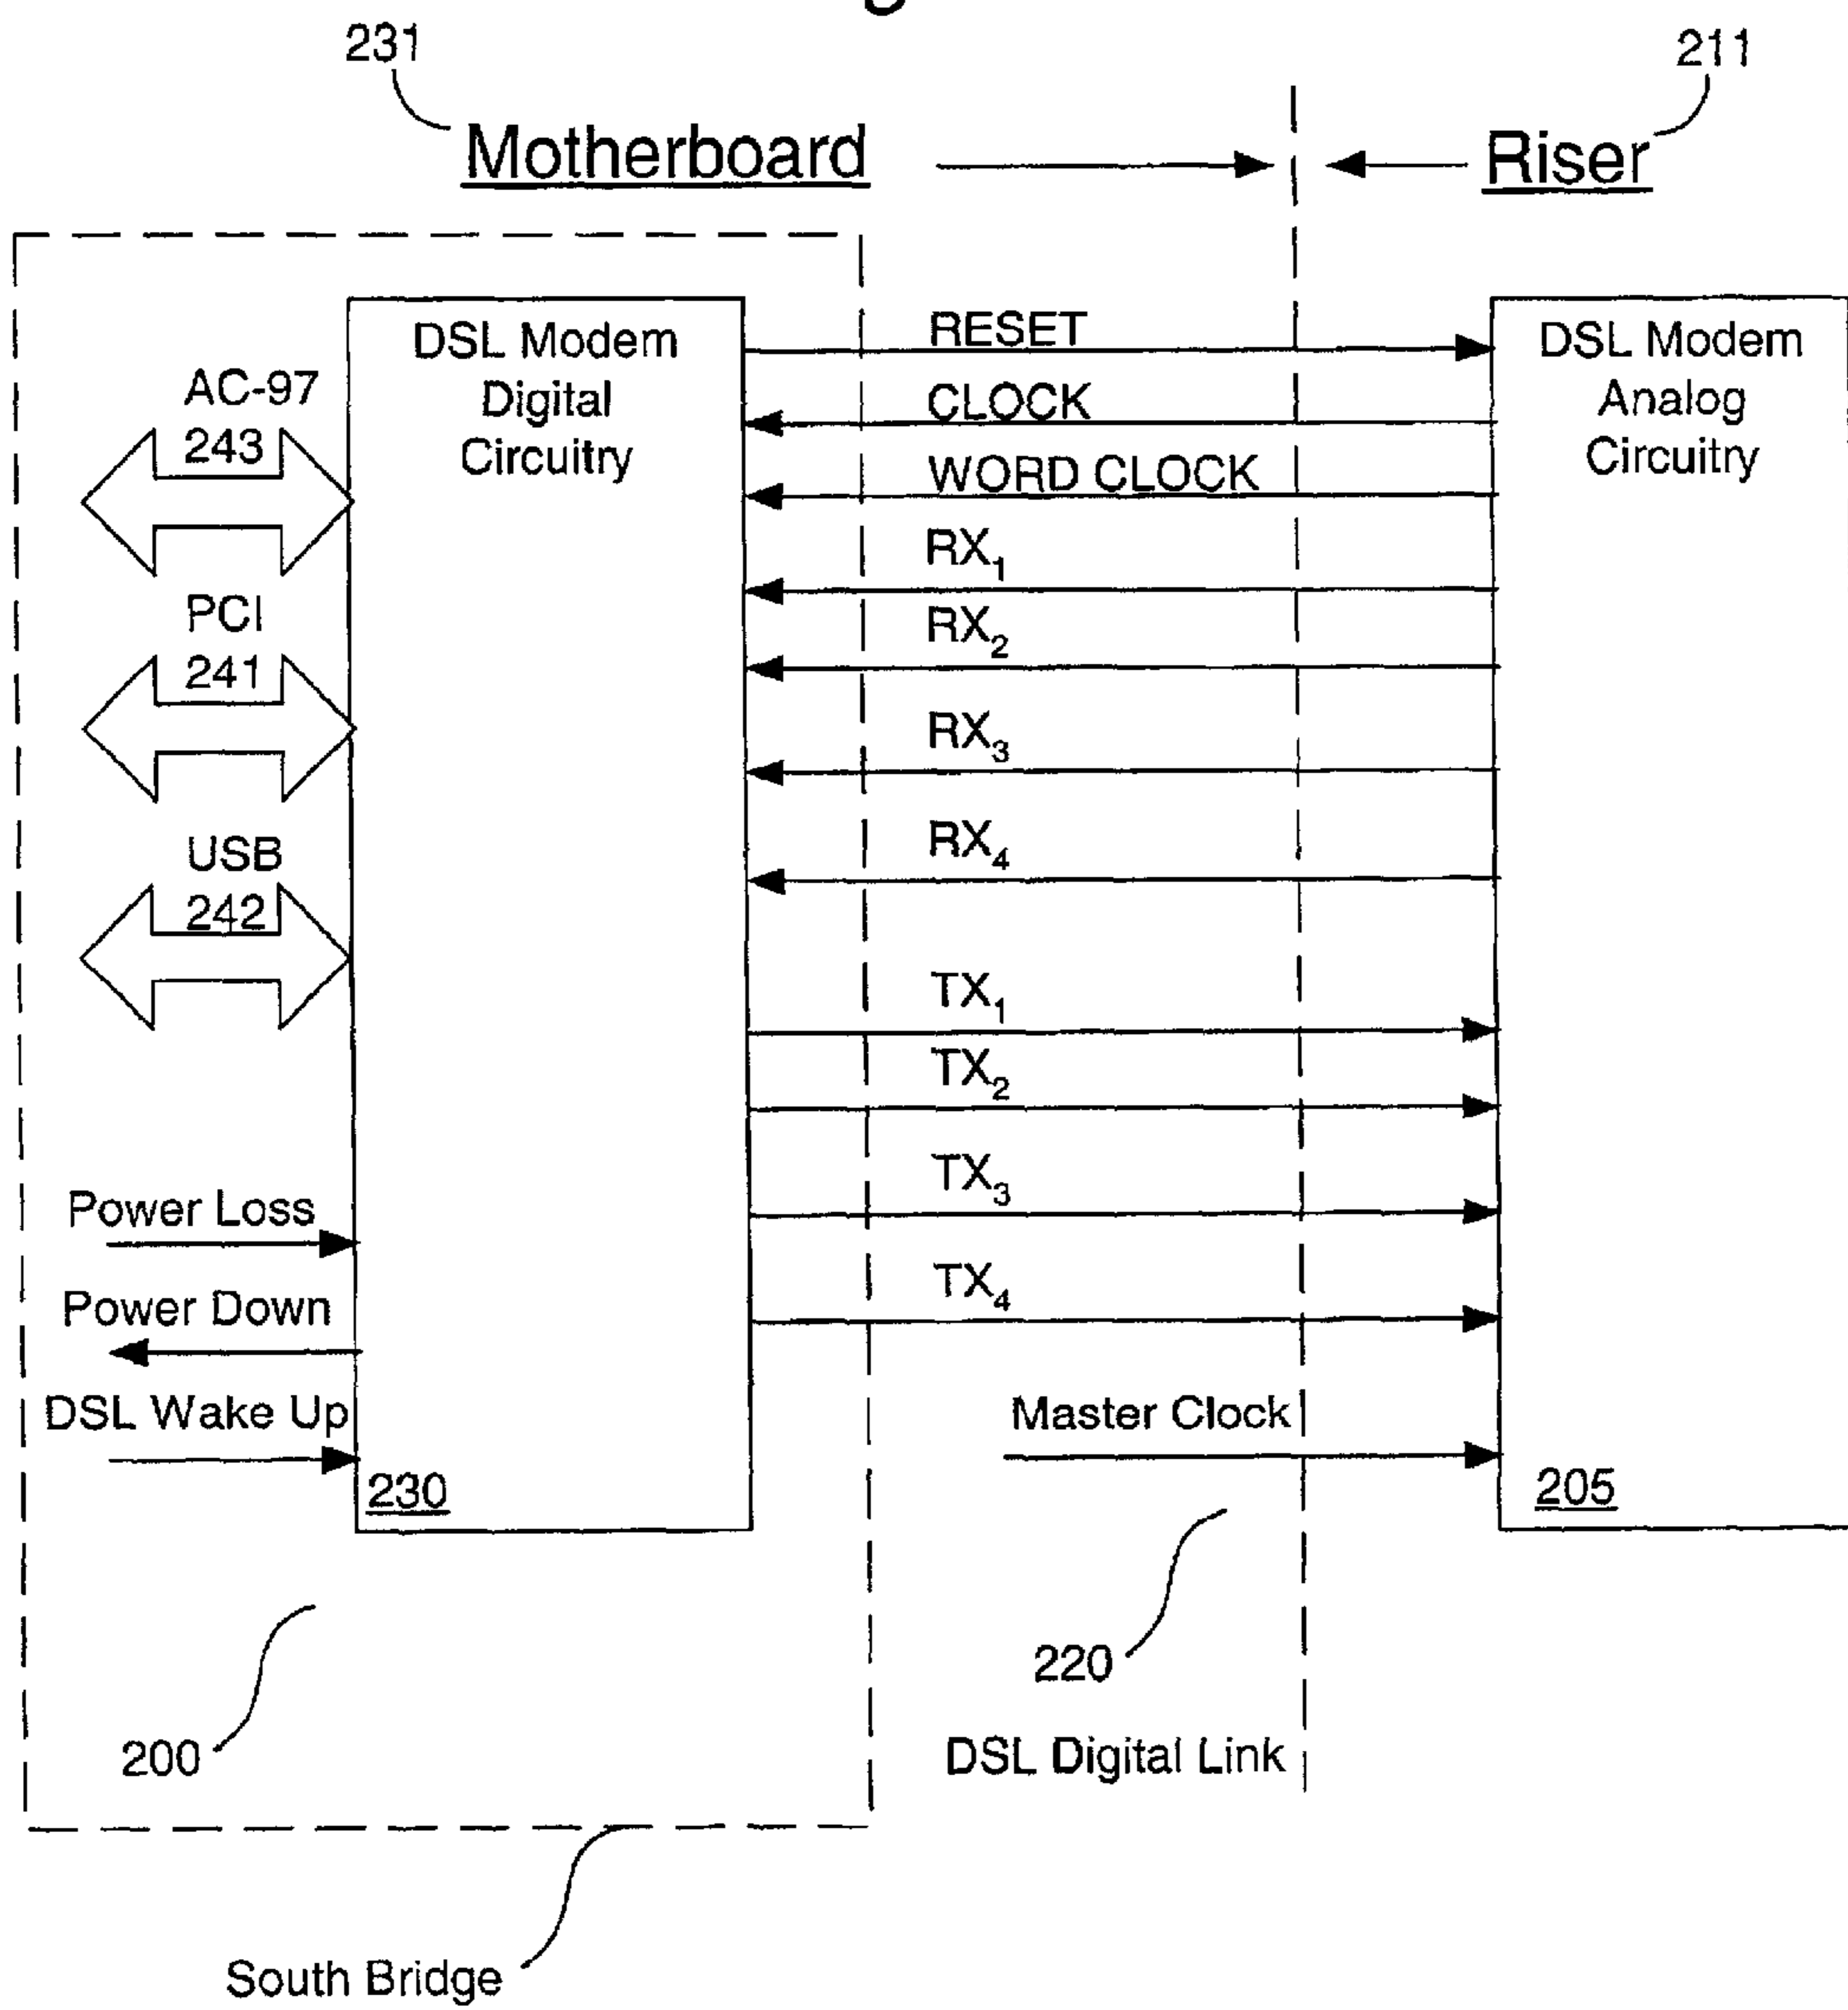 231
211
Motherboard
Riser
DSL Modem
Digital
Circuitry
AC-97
243
PCI
241
USB
242
Power Loss
Power Down
DSL Wake Up
230
RESET
CLOCK
WORD CLOCK
RX1
RX2
RX3
RX4
TX1
TX2
TX3
TX4
Master Clock
DSL Modem
Analog
Circuitry
205
220
200
DSL Digital Link
South Bridge